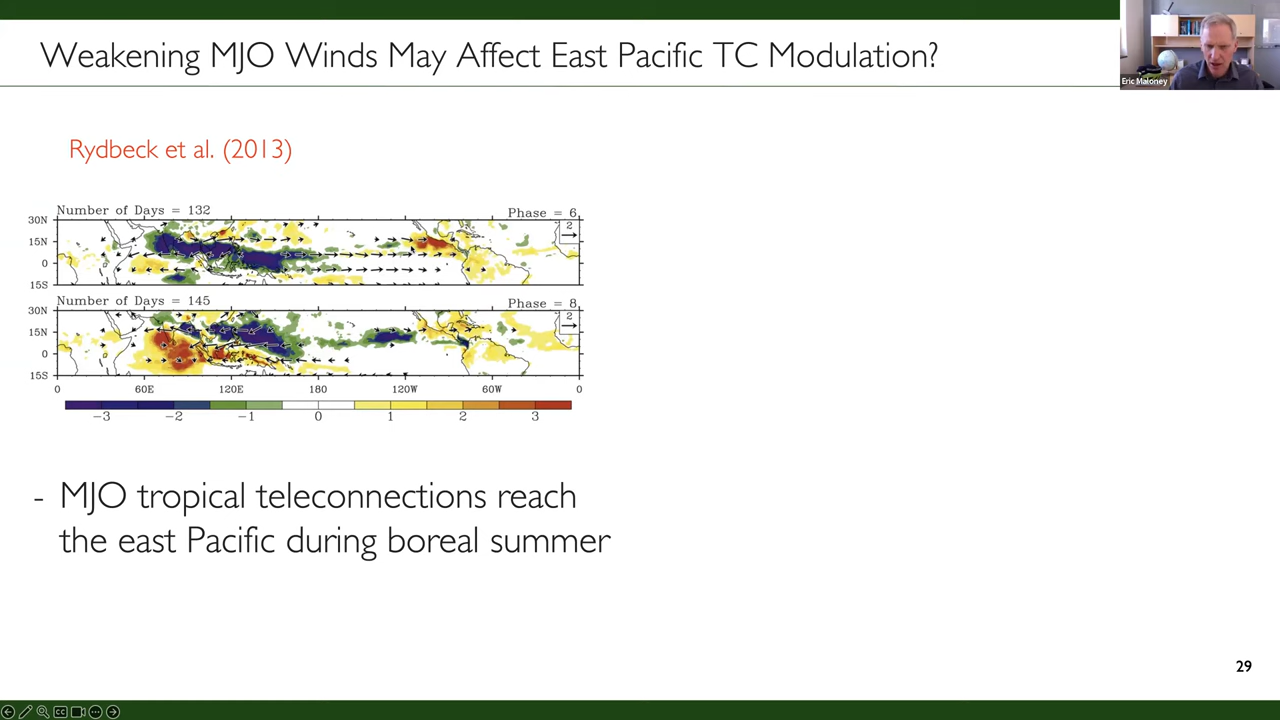 Weakening MJO Winds May Affect East Pacific TC Modulation?
Eric Maloney
Rydbeck et al. (2013)
Number of Days = 132
Phase = 6
2
30N
15N
0
15S
Number of Days = 145
Phase = 8
2
30N
15N
0
15S
0 60E 120E 180 120W 60W 0
−3 −2 −1 0 1 2 3
- MJO tropical teleconnections reach
the east Pacific during boreal summer
29
CC